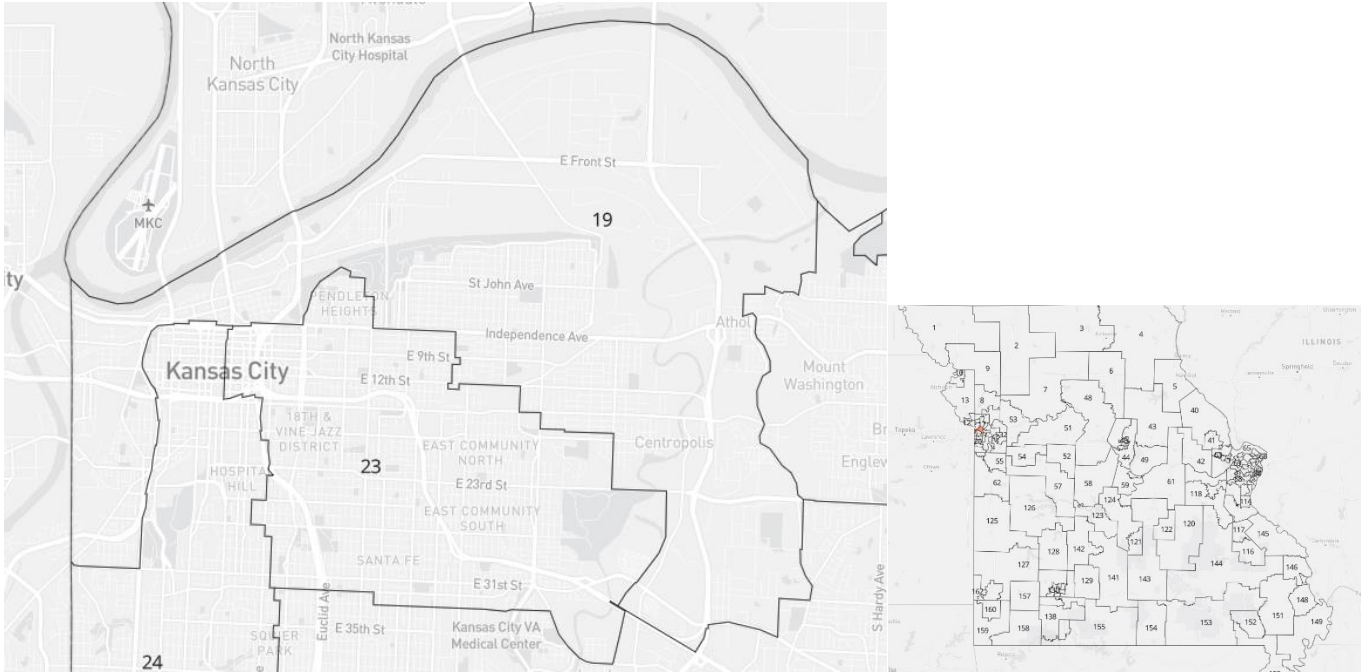 North Kansas
City Hospital
North
Kansas City
E Front St
MKC
19
ty
St John Ave
PENDLETON
HEIGHTS
Independence Ave
Athol
E 9th St
Kansas City
E 12th St
Mount
Washington
18TH &
VINE JAZZ
DISTRICT
EAST COMMUNITY
NORTH
Centropolis
Br
Englew
23
HOSPITAL
HILL
E 23rd St
EAST COMMUNITY
SOUTH
SANTA FE
E 31st St
Euclid Ave
S Hardy Ave
E 35th St
Kansas City VA
Medical Center
SQUIER
PARK
24
1
2
3
4
ILLINOIS
Springfield
9
6
7
5
13
8
48
40
53
51
43
41
Topeka
55
54
52
44
49
42
62
57
58
59
61
118
114
125
126
124
123
122
120
117
145
121
116
128
142
127
144
146
129
141
143
157
148
160
151
149
159
158
138
155
154
153
152